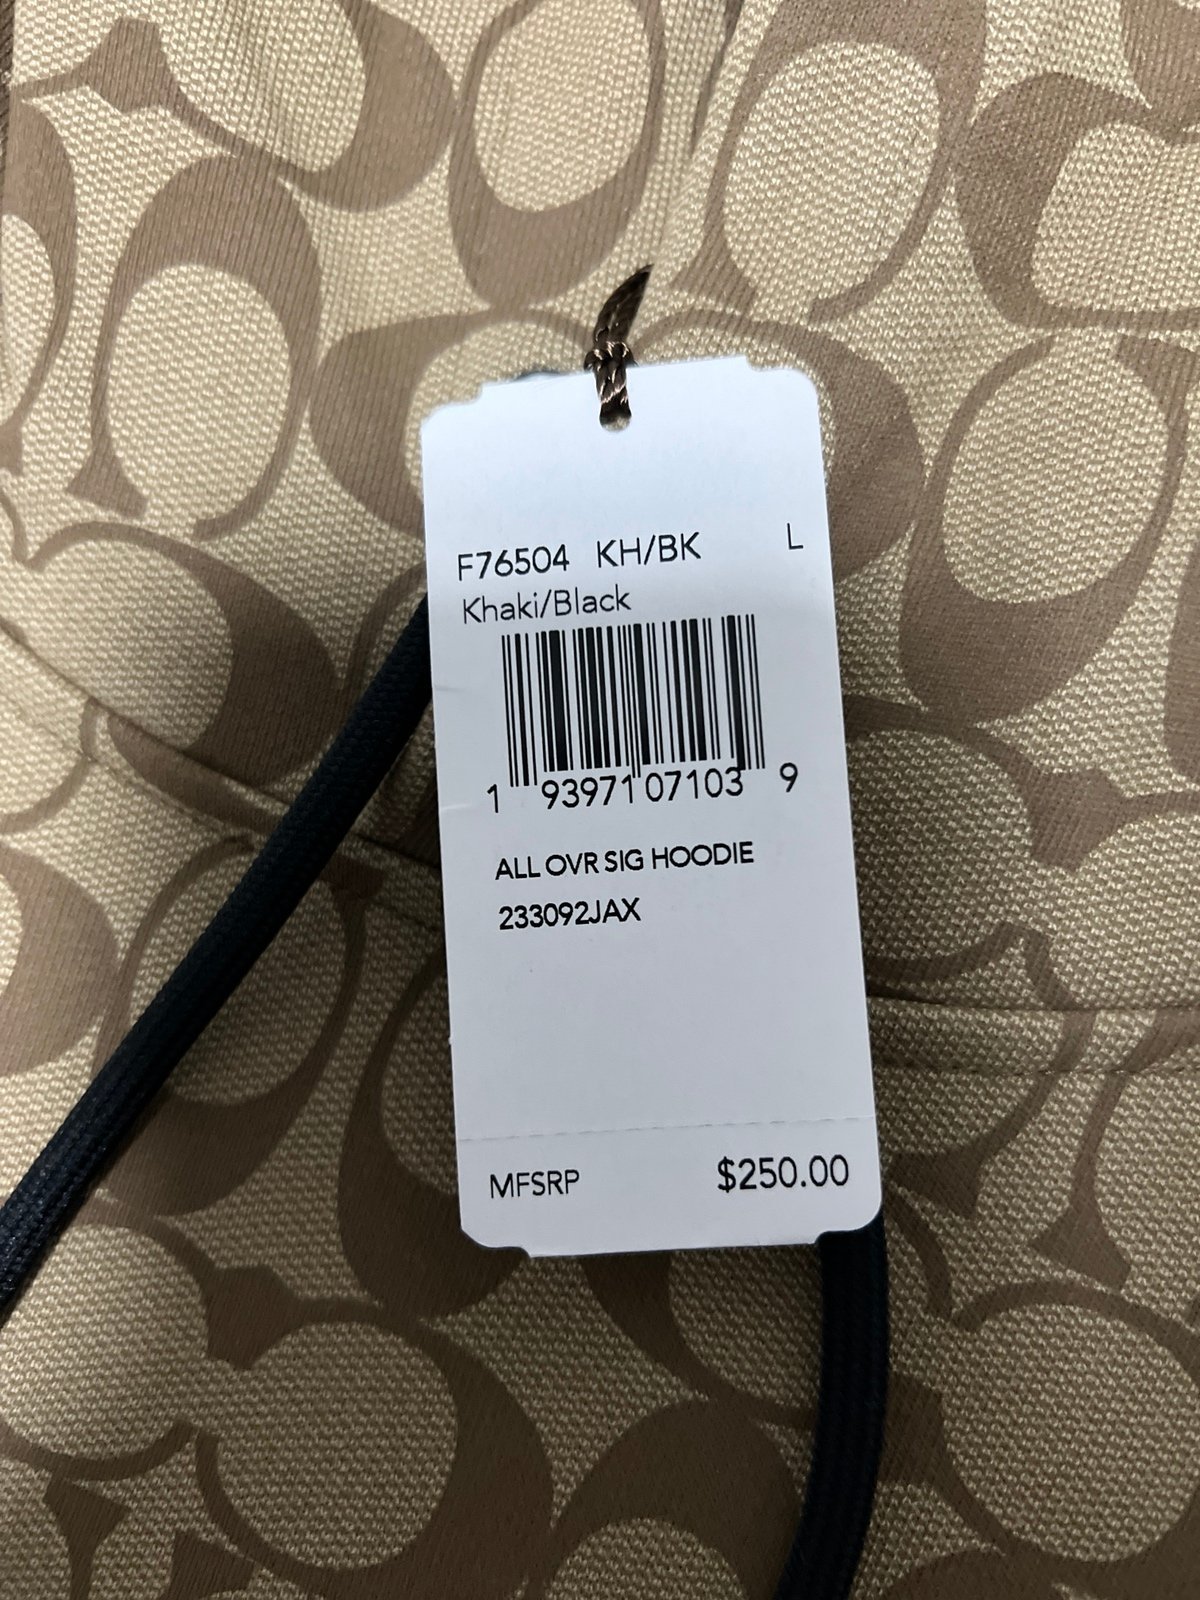 F76504 KH/BK L
Khaki/Black
1 93971 07103 9
ALL OVR SIG HOODIE
233092JAX
MFSRP $250.00